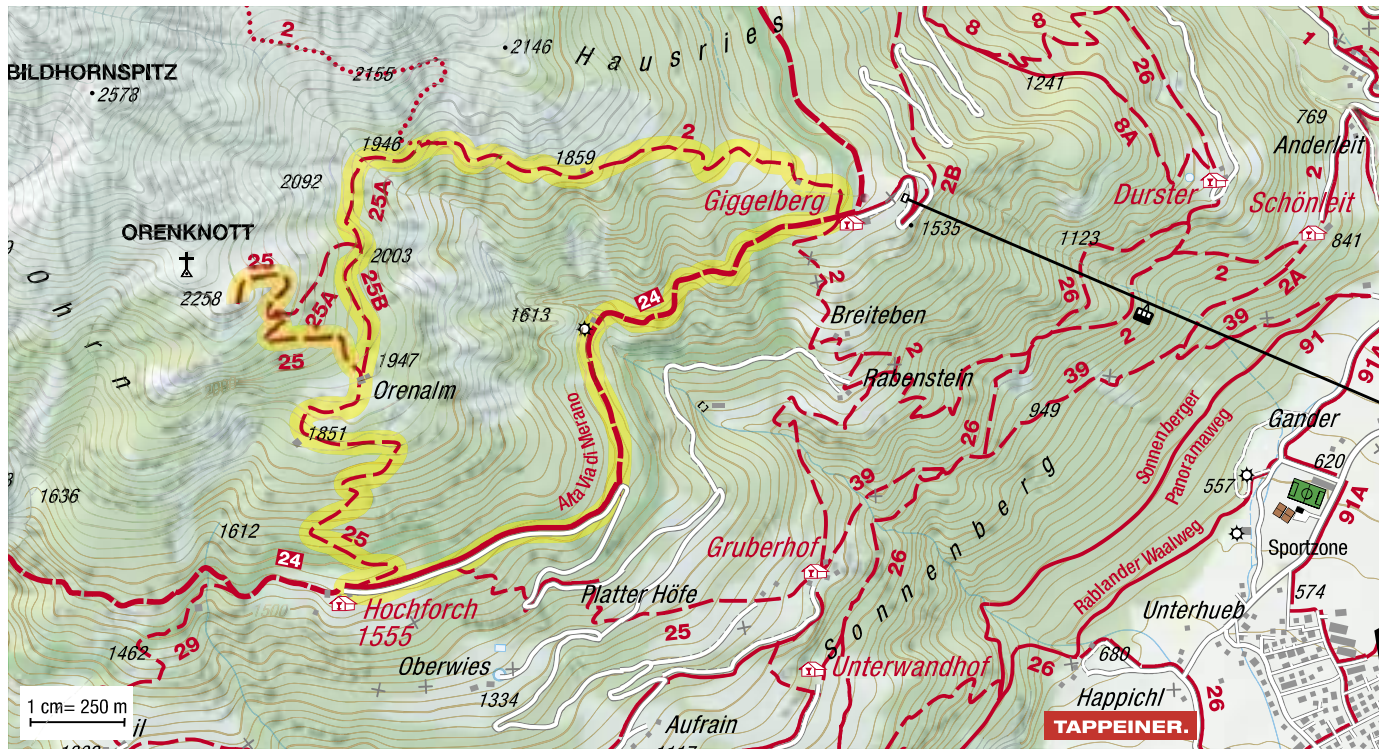 2
2146
Hausries
8
8
26
1
BILDHORNSPITZ
2578
2155
1241
8A
769
Anderleit
1946
2
1859
2B
2
2092
25A
Giggelberg
Durster
Schönleit
ORENKNOTT
1535
1123
841
25
2003
2
2
2A
2258
25A
25B
24
26
39
91
1613
Breiteben
2
91A
25
1947
2
Rabenstein
39
Orenalm
949
Gander
Sonnenberger
Panoramaweg
1851
Alta Via di Merano
26
620
1636
39
557
91A
1612
25
Sportzone
24
Gruberhof
26
Sonnenberg
Rablander Waalweg
Hochforch
1555
1500
Platter Höfe
574
25
Unterhueb
1462
29
Oberwies
Unterwandhof
26
680
1334
Happichl
26
1 cm= 250 m
Aufrain
TAPPEINER.